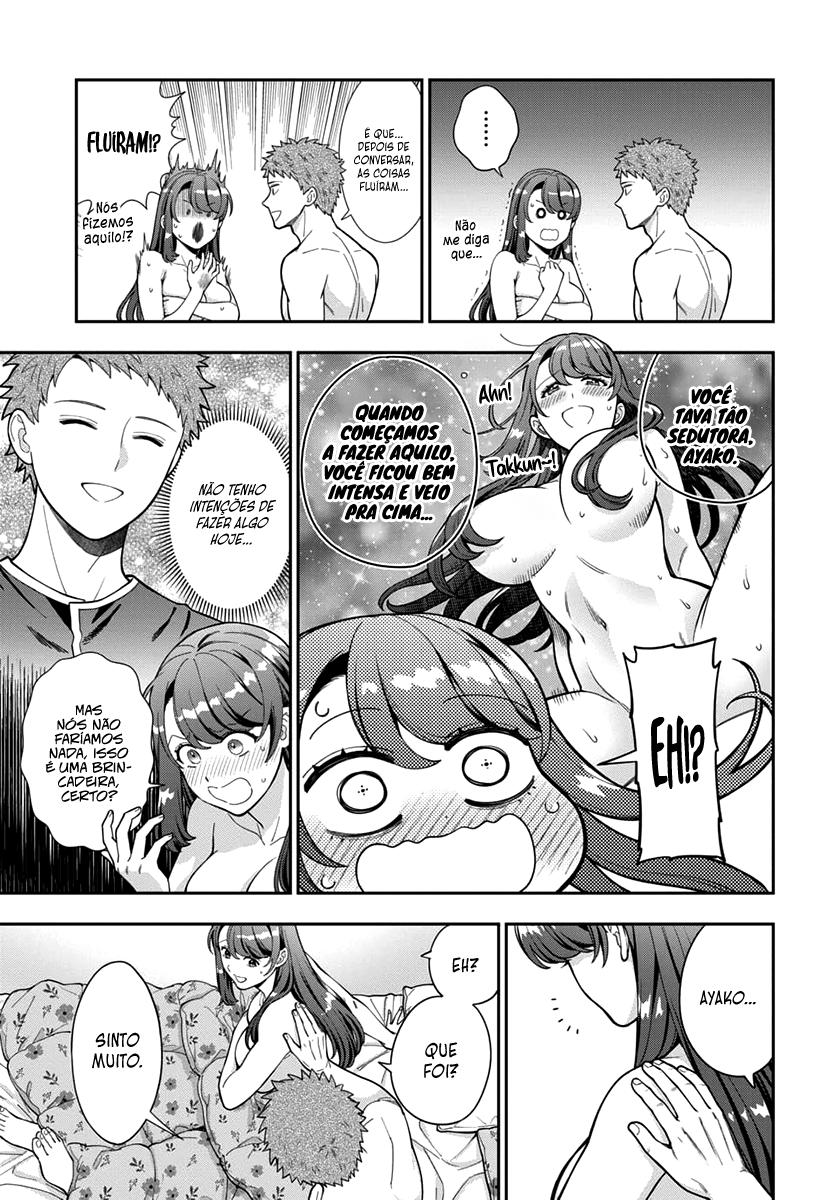 ......
Não
me diga
que...
É que...
DEPOIS DE
CONVERSAR,
AS COISAS
FLUÍRAM...
FLUÍRAM!?
Nós
fizemos
aquilo!?
VOCÊ
TAVA TÃO
SEDUTORA,
AYAKO.
Ahn!
Takkun~!
QUANDO
COMEÇAMOS
A FAZER AQUILO,
VOCÊ FICOU BEM
INTENSA E VEIO
PRA CIMA...
EH!?
NÃO TENHO
INTENÇÕES DE
FAZER ALGO
HOJE...
MAS
NÓS NÃO
FARÍAMOS
NADA, ISSO
É UMA BRIN-
CADEIRA,
CERTO?
AYAKO...
EH?
QUE
FOI?
SINTO
MUITO.